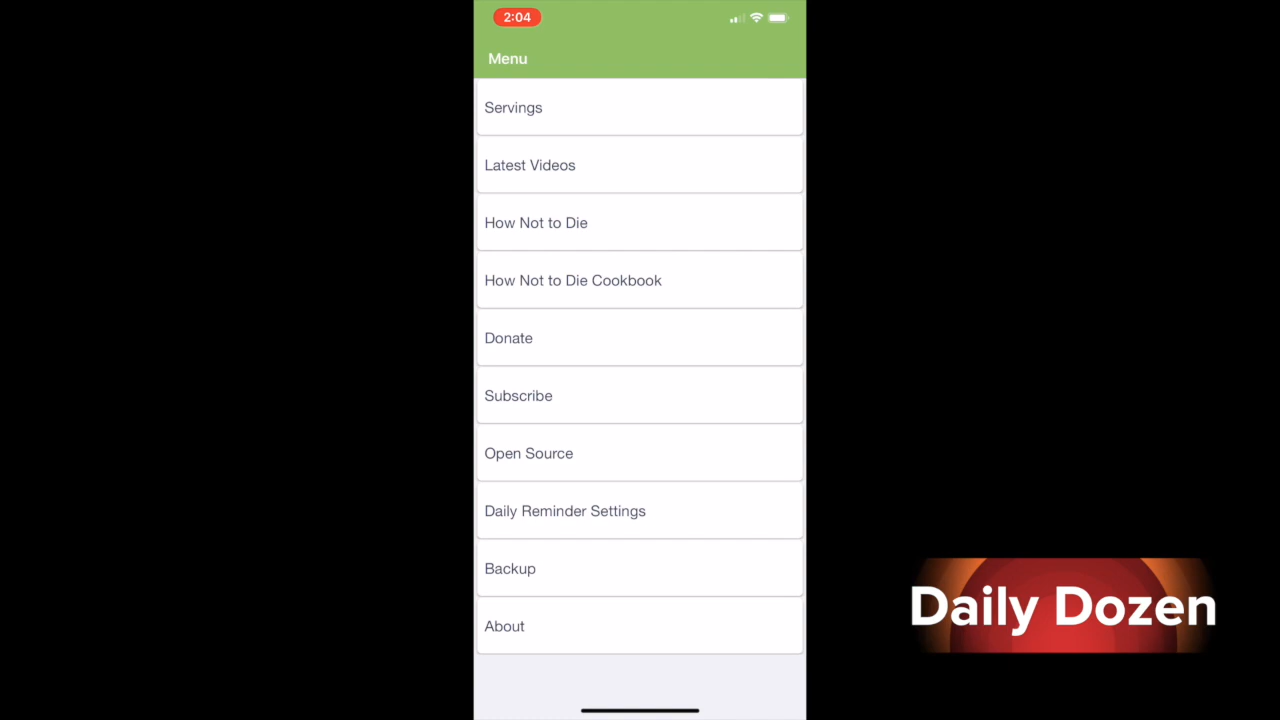 2:04
Menu
Servings
Latest Videos
How Not to Die
How Not to Die Cookbook
Donate
Subscribe
Open Source
Daily Reminder Settings
Backup
About
Daily Dozen